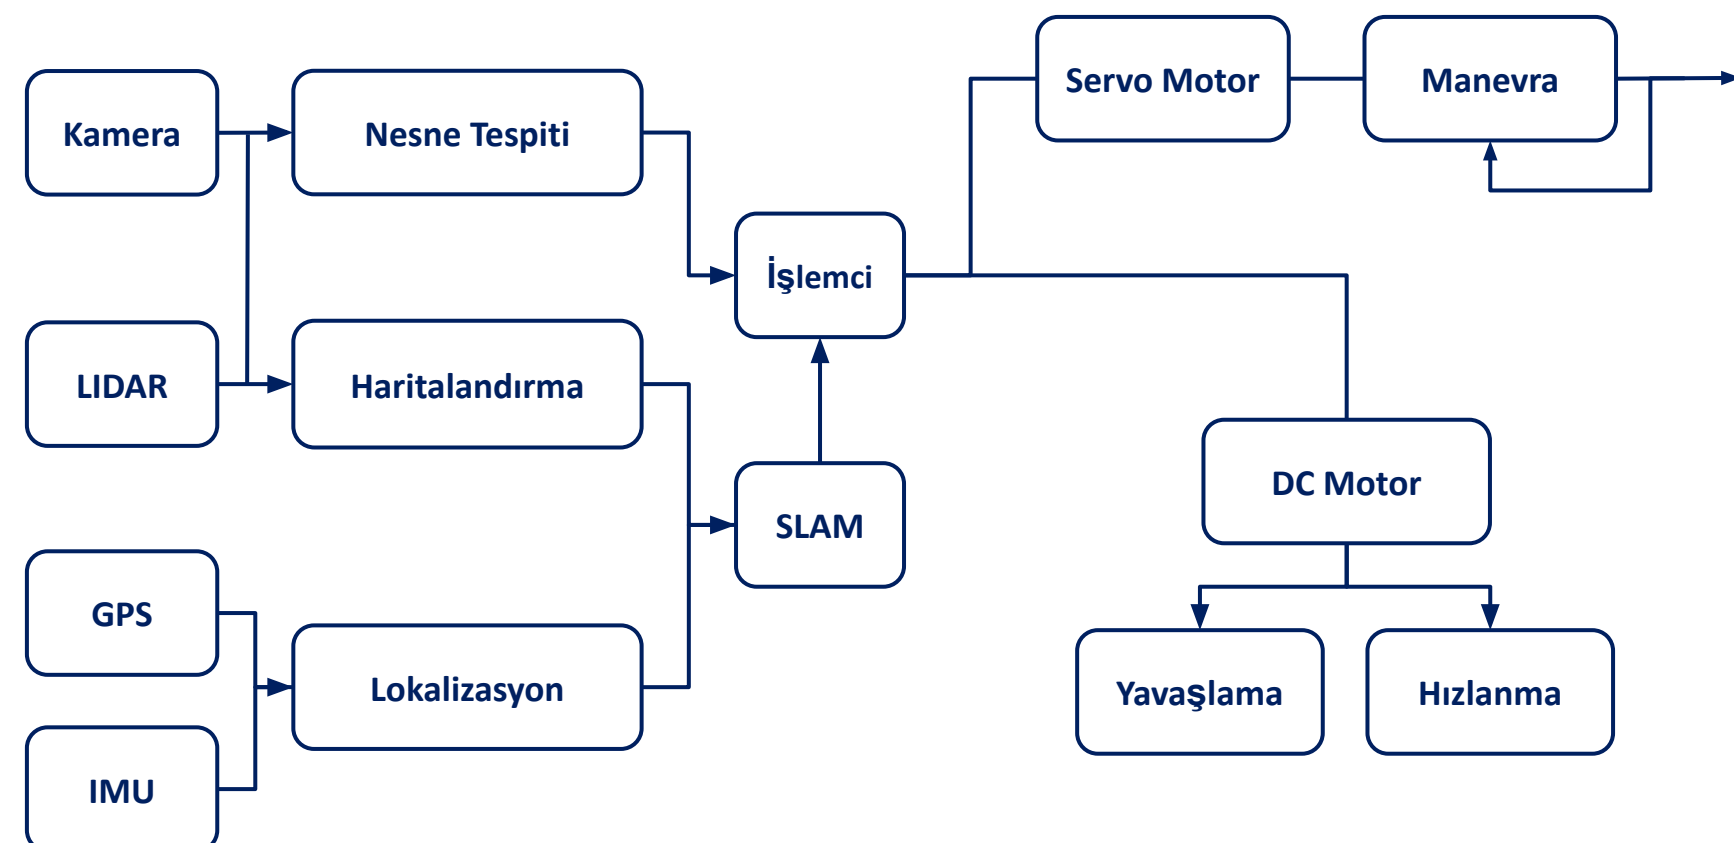 Kamera
Nesne Tespiti
Servo Motor
Manevra
İşlemci
LIDAR
Haritalandırma
SLAM
DC Motor
GPS
Lokalizasyon
Yavaşlama
Hızlanma
IMU